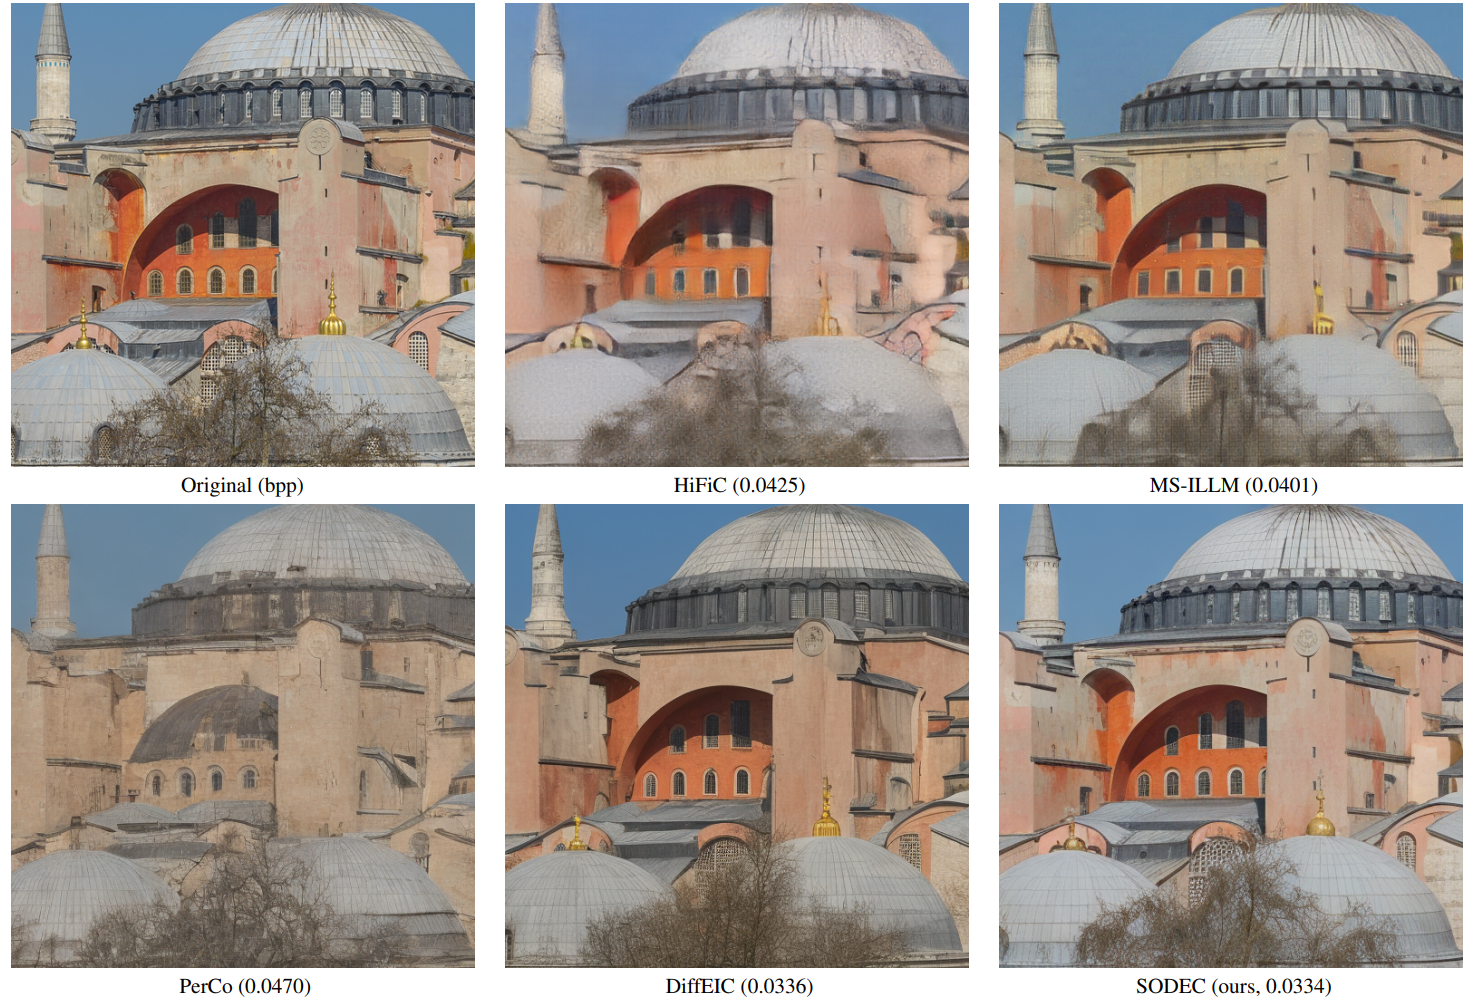 Original (bpp)
HiFiC (0.0425)
MS-ILLM (0.0401)
PerCo (0.0470)
DiffEIC (0.0336)
SODEC (ours, 0.0334)